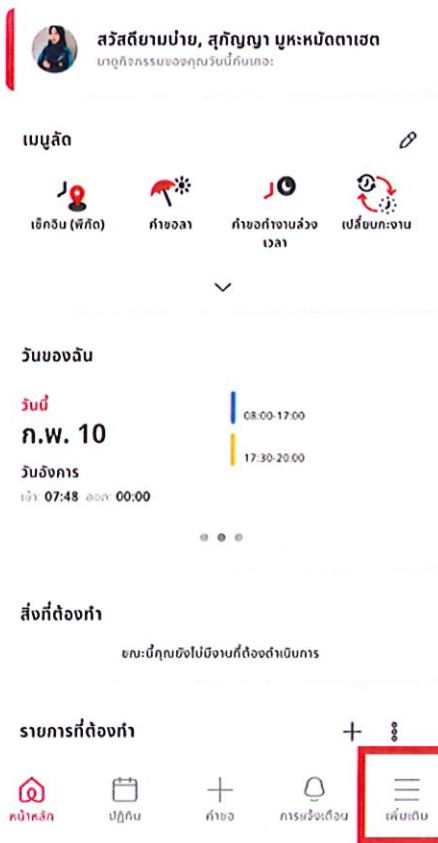 สวัสดียามบ่าย, สุกัญญา มูหะหมัดตาเฮต
มาดูกิจกรรมของคุณวันนี้กันเถอะ
เมนูลัด
เช็กอิน (พิกัด)
คำขอลา
คำขอทำงานล่วง
เวลา
เปลี่ยนกะงาน
วันของฉัน
วันนี้
ก.พ. 10
วันอังคาร
เข้า: 07:48 ออก: 00:00
08:00-17:00
17:30-20:00
สิ่งที่ต้องทำ
ขณะนี้คุณยังไม่มีงานที่ต้องดำเนินการ
รายการที่ต้องทำ
หน้าหลัก
ปฏิทิน
คำขอ
การแจ้งเตือน
เพิ่มเติม